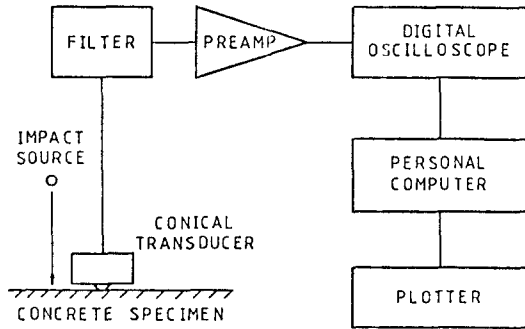 FILTER
PREAMP
DIGITAL
OSCILLOSCOPE
IMPACT
SOURCE
PERSONAL
COMPUTER
CONICAL
TRANSDUCER
PLOTTER
CONCRETE SPECIMEN